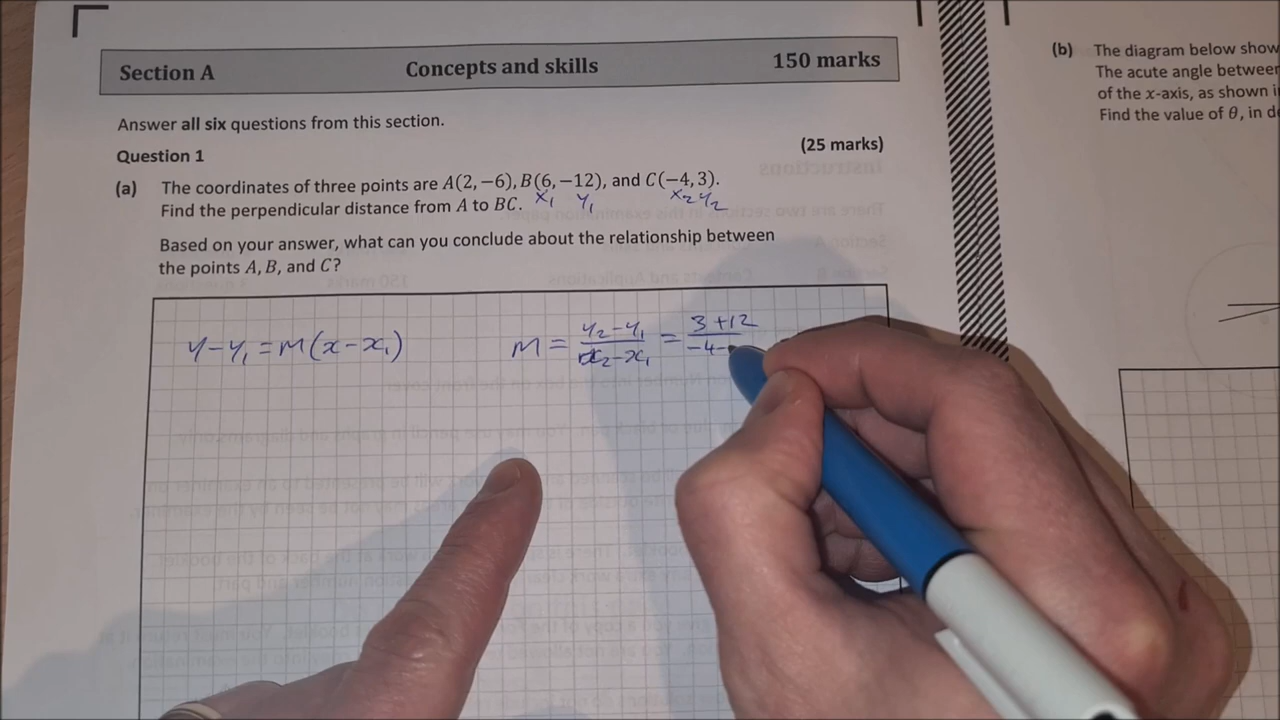 Section A Concepts and skills 150 marks
Answer all six questions from this section.
Question 1 (25 marks)
(a) The coordinates of three points are A(2, −6), B(6, −12), and C(−4, 3).
Find the perpendicular distance from A to BC. x₁ y₁ x₂ y₂
Based on your answer, what can you conclude about the relationship between
the points A, B, and C?
y−y₁ = m(x−x₁) m = y₂−y₁ / x₂−x₁ = 3+12 / −4−
(b) The diagram below show
The acute angle between
of the x-axis, as shown i
Find the value of θ, in d